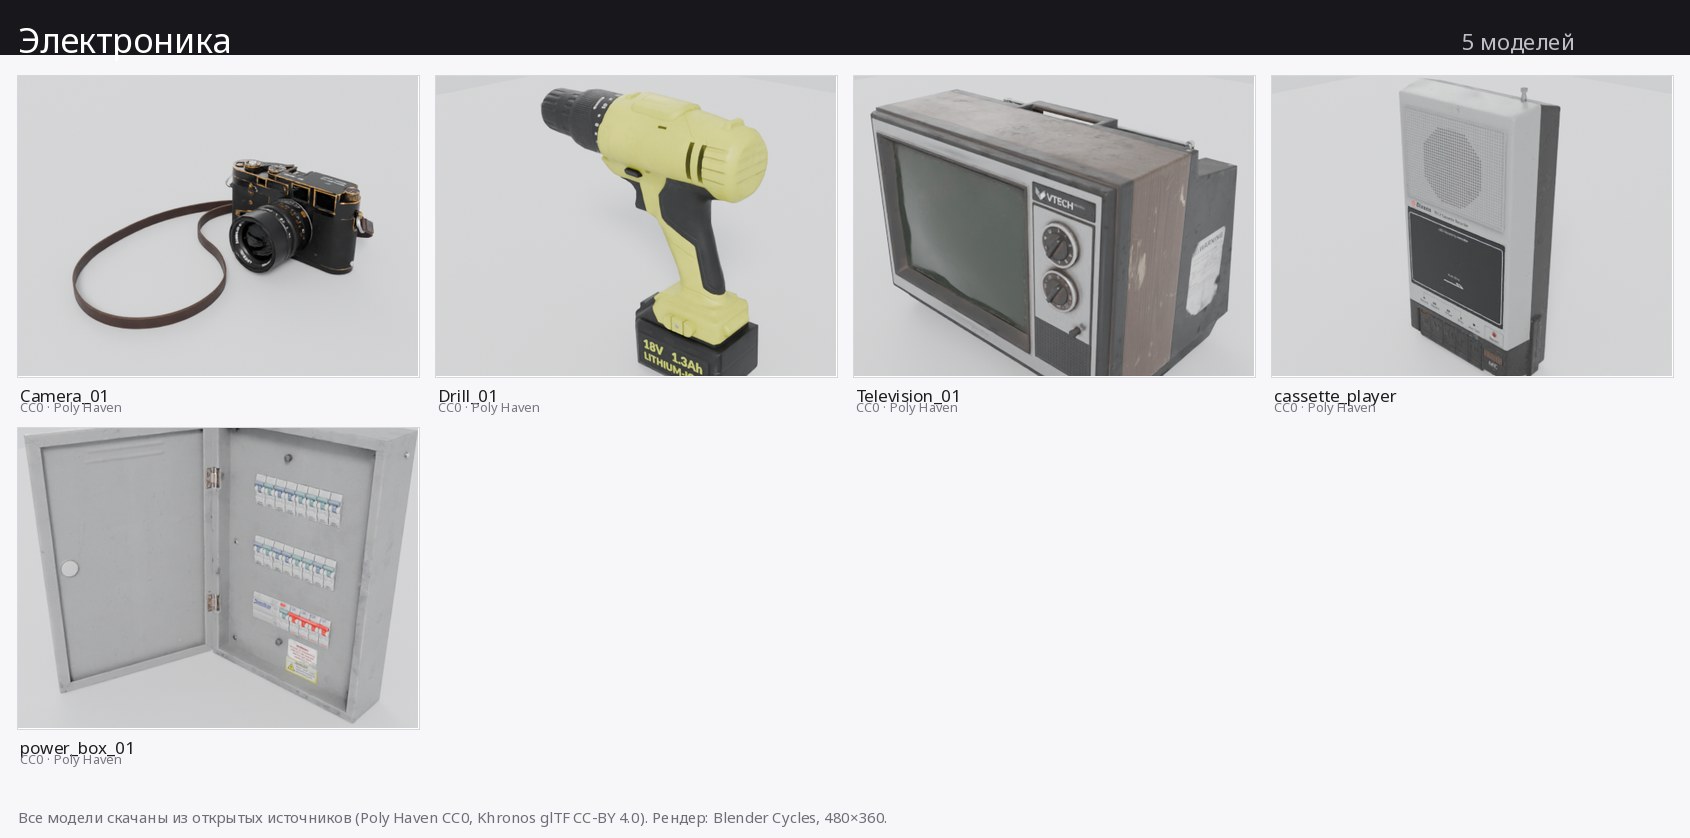 Электроника
5 моделей
VTECH
18V 1.3Ah
LITHIUM-IO
Camera_01
CC0 · Poly Haven
Drill_01
CC0 · Poly Haven
Television_01
CC0 · Poly Haven
cassette_player
CC0 · Poly Haven
power_box_01
CC0 · Poly Haven
Все модели скачаны из открытых источников (Poly Haven CC0, Khronos glTF CC-BY 4.0). Рендер: Blender Cycles, 480×360.